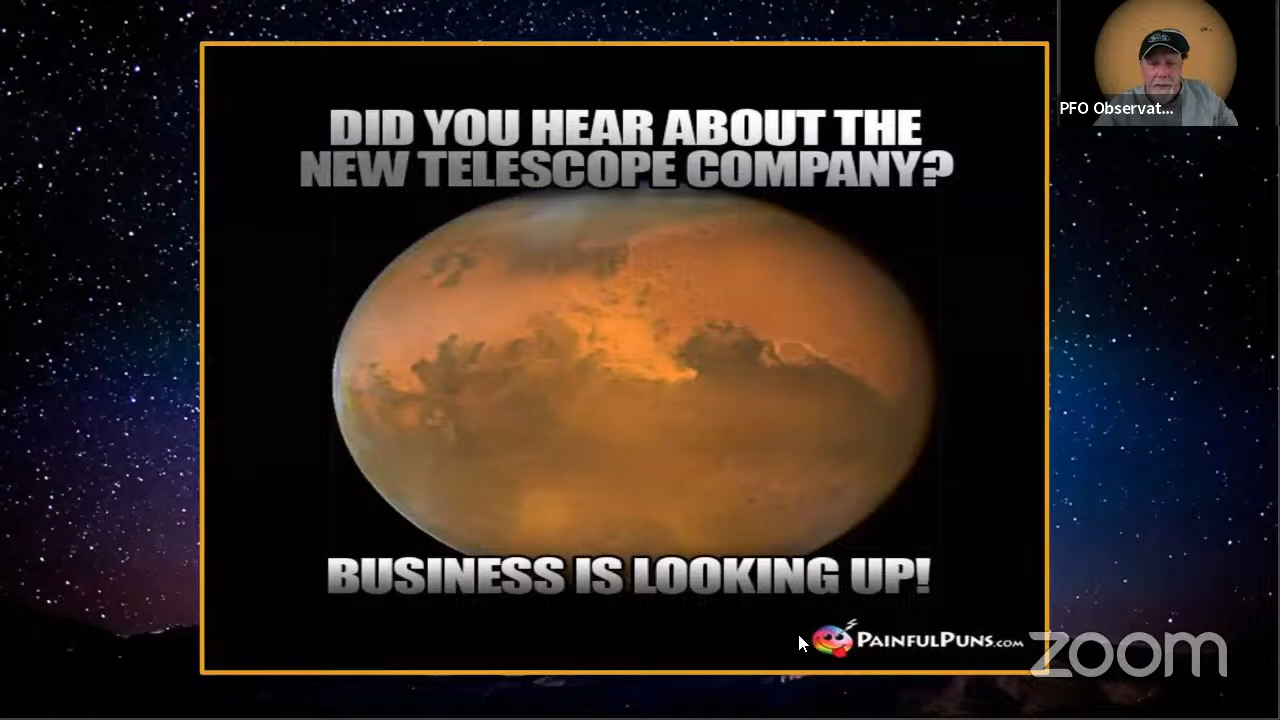 DID YOU HEAR ABOUT THE
NEW TELESCOPE COMPANY?
BUSINESS IS LOOKING UP!
PAINFULPUNS.COM
PFO Observat...
zoom